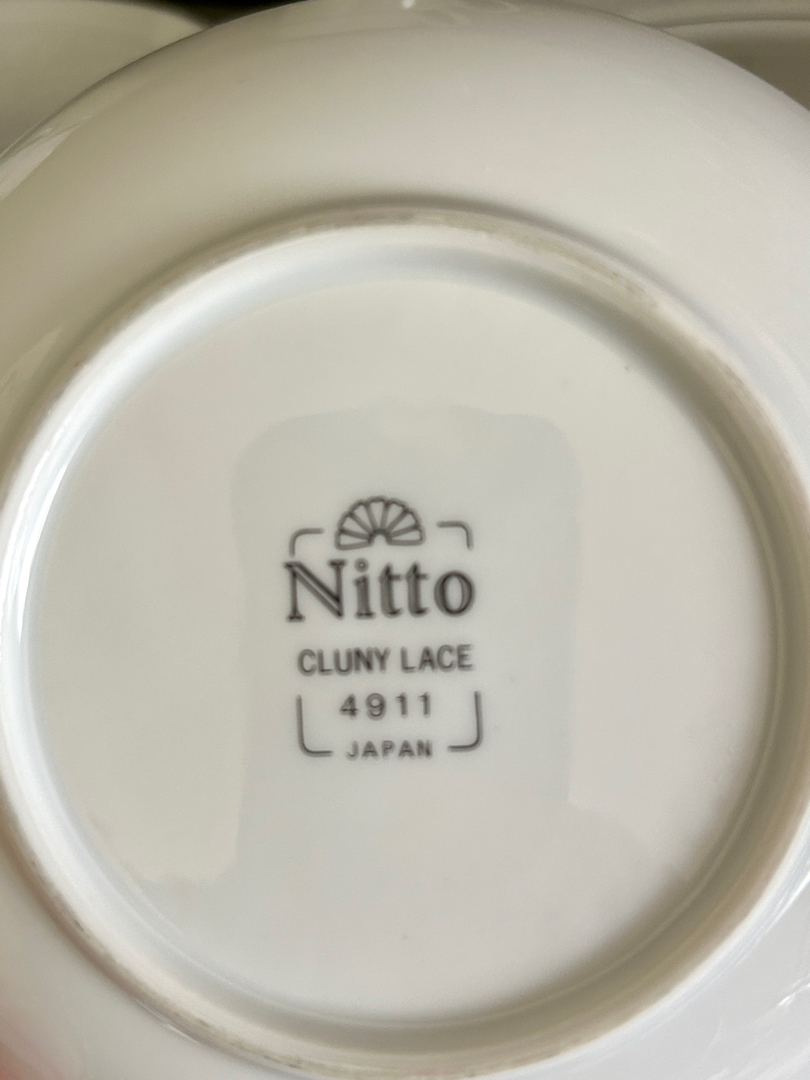 Nitto
CLUNY LACE
4911
JAPAN